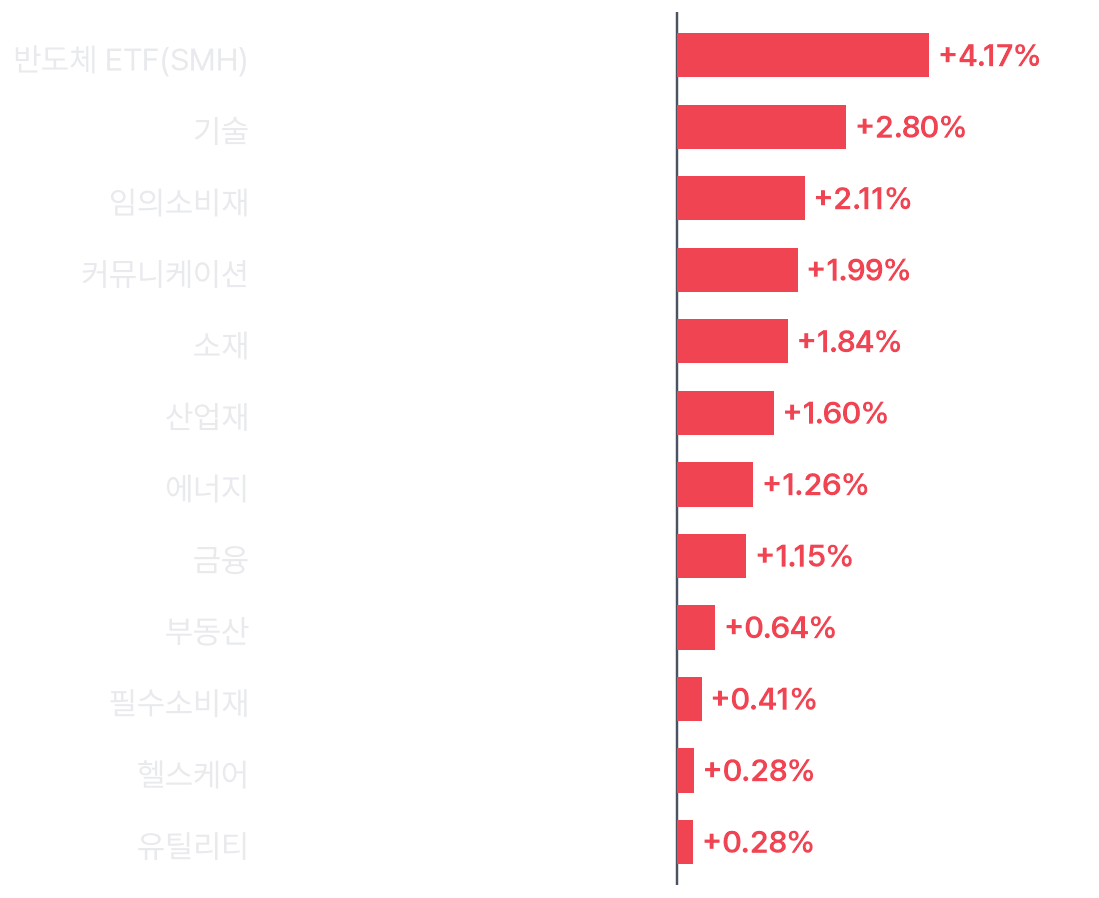 반도체 ETF(SMH) +4.17%
기술 +2.80%
임의소비재 +2.11%
커뮤니케이션 +1.99%
소재 +1.84%
산업재 +1.60%
에너지 +1.26%
금융 +1.15%
부동산 +0.64%
필수소비재 +0.41%
헬스케어 +0.28%
유틸리티 +0.28%